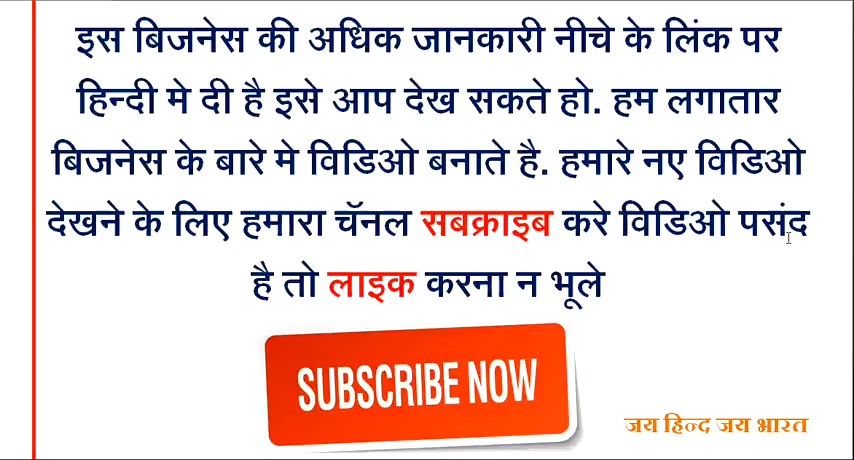 इस बिजनेस की अधिक जानकारी नीचे के लिंक पर
हिन्दी मे दी है इसे आप देख सकते हो. हम लगातार
बिजनेस के बारे मे विडिओ बनाते है. हमारे नए विडिओ
देखने के लिए हमारा चॅनल सबक्राइब करे विडिओ पसंद
है तो लाइक करना न भूले
SUBSCRIBE NOW
जय हिन्द जय भारत